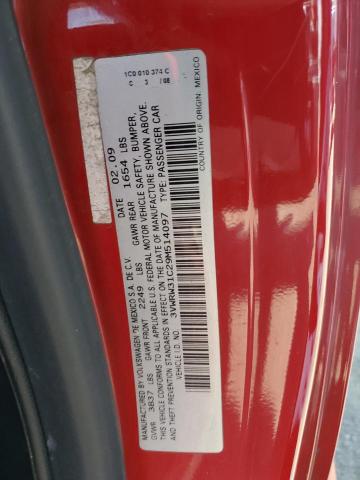 1C0 010 374 C
C 3 /GB
MANUFACTURED BY VOLKSWAGEN DE MEXICO S.A. DE C.V. DATE 02.09
GVWR 3837 LBS GAWR FRONT 2249 LBS GAWR REAR 1654 LBS
THIS VEHICLE CONFORMS TO ALL APPLICABLE U.S. FEDERAL MOTOR VEHICLE SAFETY, BUMPER,
AND THEFT PREVENTION STANDARDS IN EFFECT ON THE DATE OF MANUFACTURE SHOWN ABOVE.
VEHICLE I.D. NO. 3VWRW31C29M514097 TYPE: PASSENGER CAR
COUNTRY OF ORIGIN: MEXICO